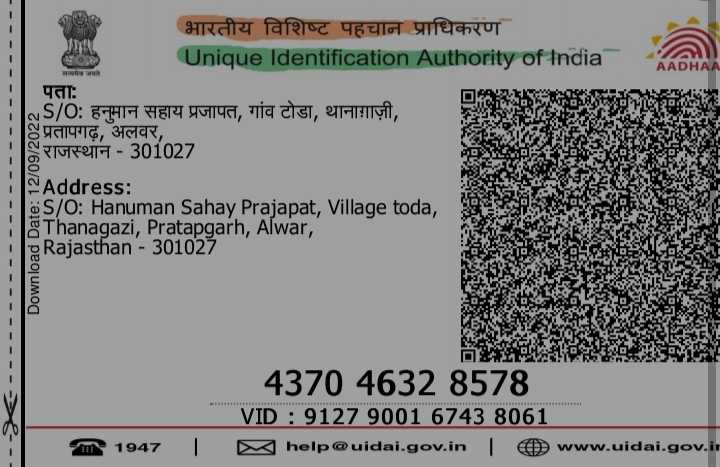 भारतीय विशिष्ट पहचान प्राधिकरण
Unique Identification Authority of India
सत्यमेव जयते
AADHAA
पता:
S/O: हनुमान सहाय प्रजापत, गांव टोडा, थानाग़ाज़ी,
प्रतापगढ़, अलवर,
राजस्थान - 301027
Address:
S/O: Hanuman Sahay Prajapat, Village toda,
Thanagazi, Pratapgarh, Alwar,
Rajasthan - 301027
Download Date: 12/09/2022
4370 4632 8578
VID : 9127 9001 6743 8061
1947 | help@uidai.gov.in | www.uidai.gov.i